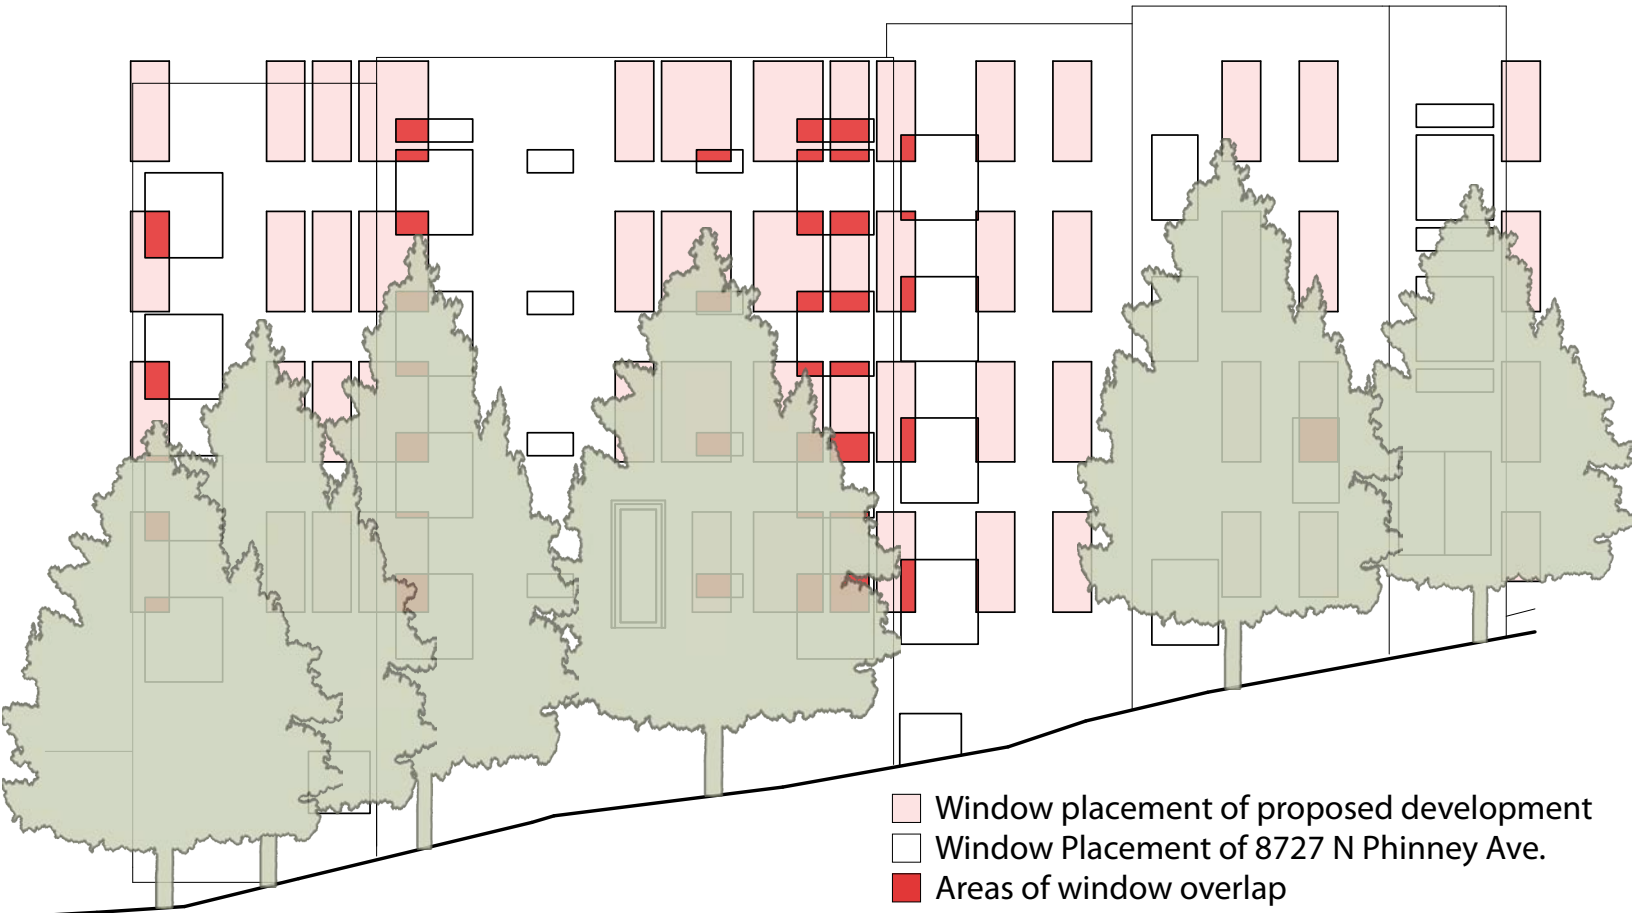 Window placement of proposed development
Window Placement of 8727 N Phinney Ave.
Areas of window overlap